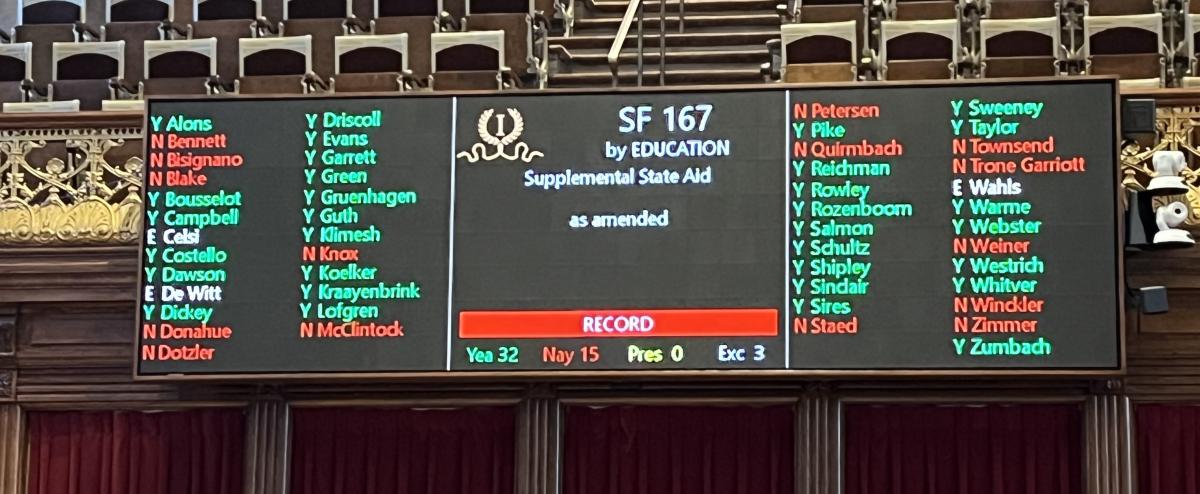 Y Alons
N Bennett
N Bisignano
N Blake
Y Bousselot
Y Campbell
E Celsi
Y Costello
Y Dawson
E De Witt
Y Dickey
N Donahue
N Dotzler
Y Driscoll
Y Evans
Y Garrett
Y Green
Y Gruenhagen
Y Guth
Y Klimesh
N Knox
Y Koelker
Y Kraayenbrink
Y Lofgren
N McClintock
I
SF 167
by EDUCATION
Supplemental State Aid
as amended
RECORD
Yea 32 Nay 15 Pres 0 Exc 3
N Petersen
Y Pike
N Quirmbach
Y Reichman
Y Rowley
Y Rozenboom
Y Salmon
Y Schultz
Y Shipley
Y Sinclair
Y Sires
N Staed
Y Sweeney
Y Taylor
N Townsend
N Trone Garriott
E Wahls
Y Warme
Y Webster
N Weiner
Y Westrich
Y Whitver
N Winckler
N Zimmer
Y Zumbach